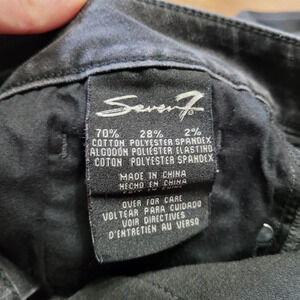 Seven7
70% 28% 2%
COTTON POLYESTER SPANDEX
ALGODON POLIESTER ELASTINO
COTON POLYESTER SPANDEX
MADE IN CHINA
HECHO EN CHINA
OVER FOR CARE
VOLTEAR PARA CUIDADO
VOIR DIRECTIVES
D'ENTRETIEN AU VERSO